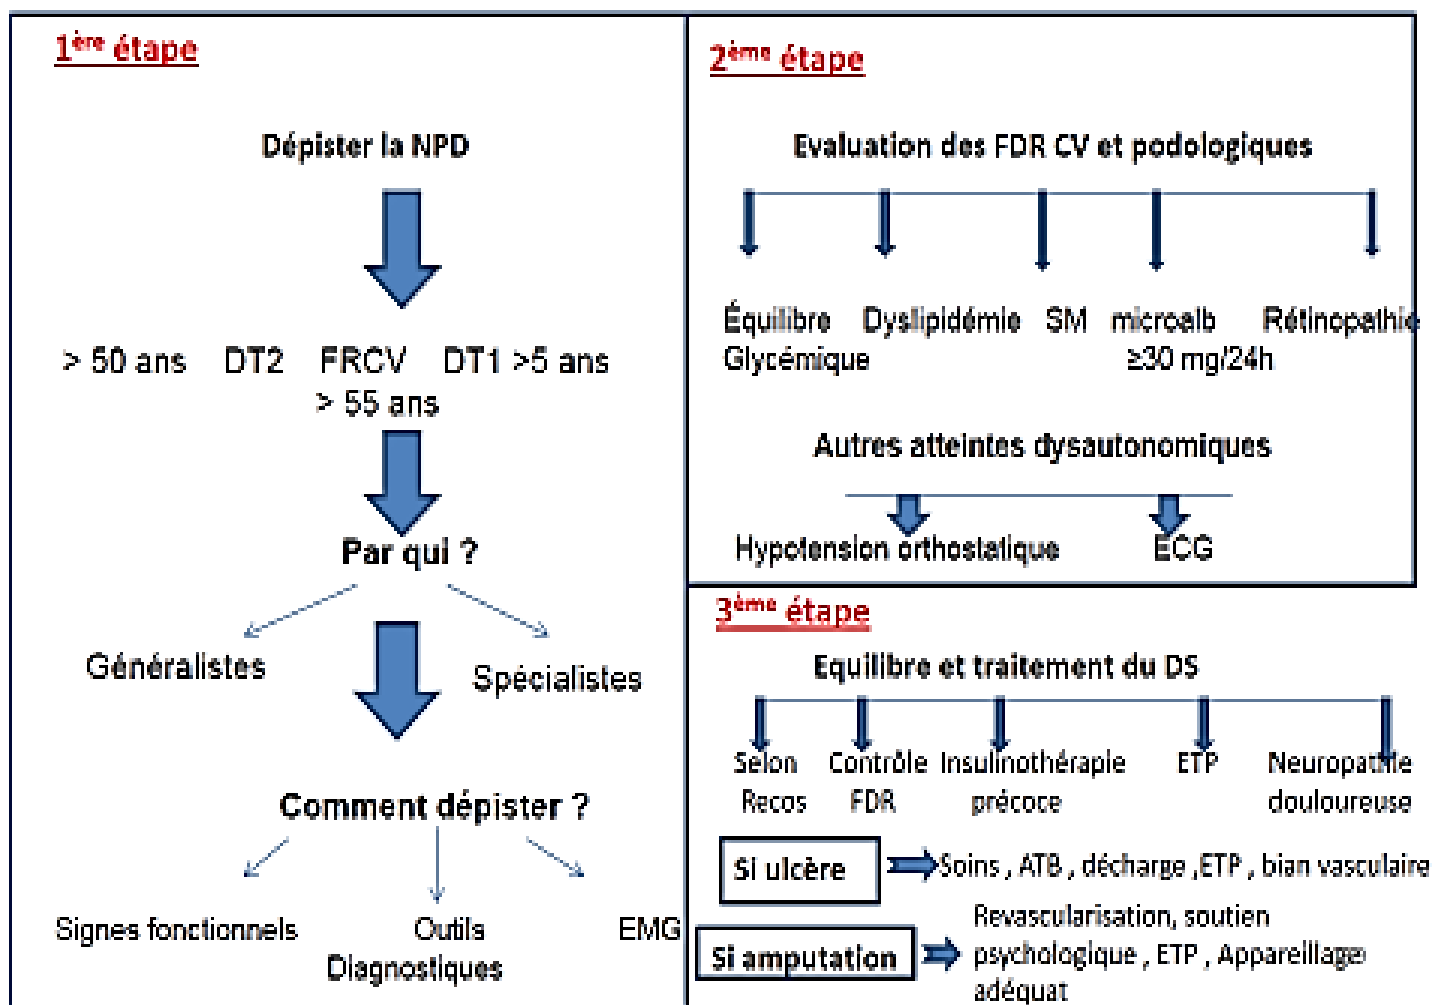 1ère étape
Dépister la NPD
> 50 ans DT2 FRCV DT1 >5 ans
> 55 ans
Par qui ?
Généralistes Spécialistes
Comment dépister ?
Signes fonctionnels Outils EMG
Diagnostiques
2ème étape
Evaluation des FDR CV et podologiques
Équilibre Dyslipidémie SM microalb Rétinopathie
Glycémique ≥30 mg/24h
Autres atteintes dysautonomiques
Hypotension orthostatique ECG
3ème étape
Equilibre et traitement du DS
Selon Contrôle Insulinothérapie ETP Neuropathie
Recos FDR précoce douloureuse
Si ulcère Soins , ATB , décharge ,ETP , bian vasculaire
Revascularisation, soutien
Si amputation psychologique , ETP , Appareillage
adéquat